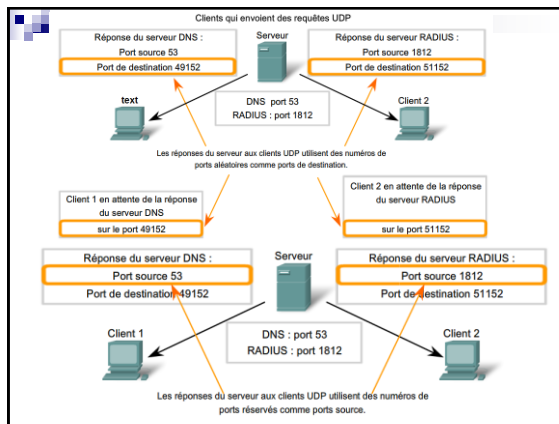 Clients qui envoient des requêtes UDP
Réponse du serveur DNS :
Port source 53
Port de destination 49152
Serveur
Réponse du serveur RADIUS :
Port source 1812
Port de destination 51152
text
DNS port 53
RADIUS : port 1812
Client 2
Les réponses du serveur aux clients UDP utilisent des numéros de
ports aléatoires comme ports de destination.
Client 1 en attente de la réponse
du serveur DNS
sur le port 49152
Client 2 en attente de la réponse
du serveur RADIUS
sur le port 51152
Réponse du serveur DNS :
Port source 53
Port de destination 49152
Serveur
Réponse du serveur RADIUS :
Port source 1812
Port de destination 51152
Client 1
DNS : port 53
RADIUS : port 1812
Client 2
Les réponses du serveur aux clients UDP utilisent des numéros de
ports réservés comme ports source.